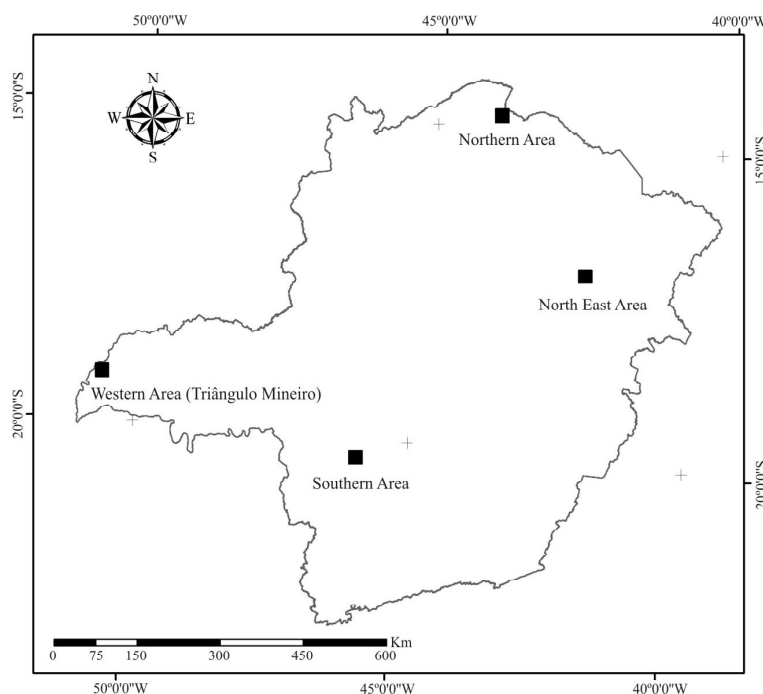 50°0'0"W 45°0'0"W 40°0'0"W
15°0'0"S
N
W E
S
Northern Area
15°0'0"S
North East Area
Western Area (Triângulo Mineiro)
20°0'0"S
Southern Area
20°0'0"S
Km
0 75 150 300 450 600
50°0'0"W 45°0'0"W 40°0'0"W